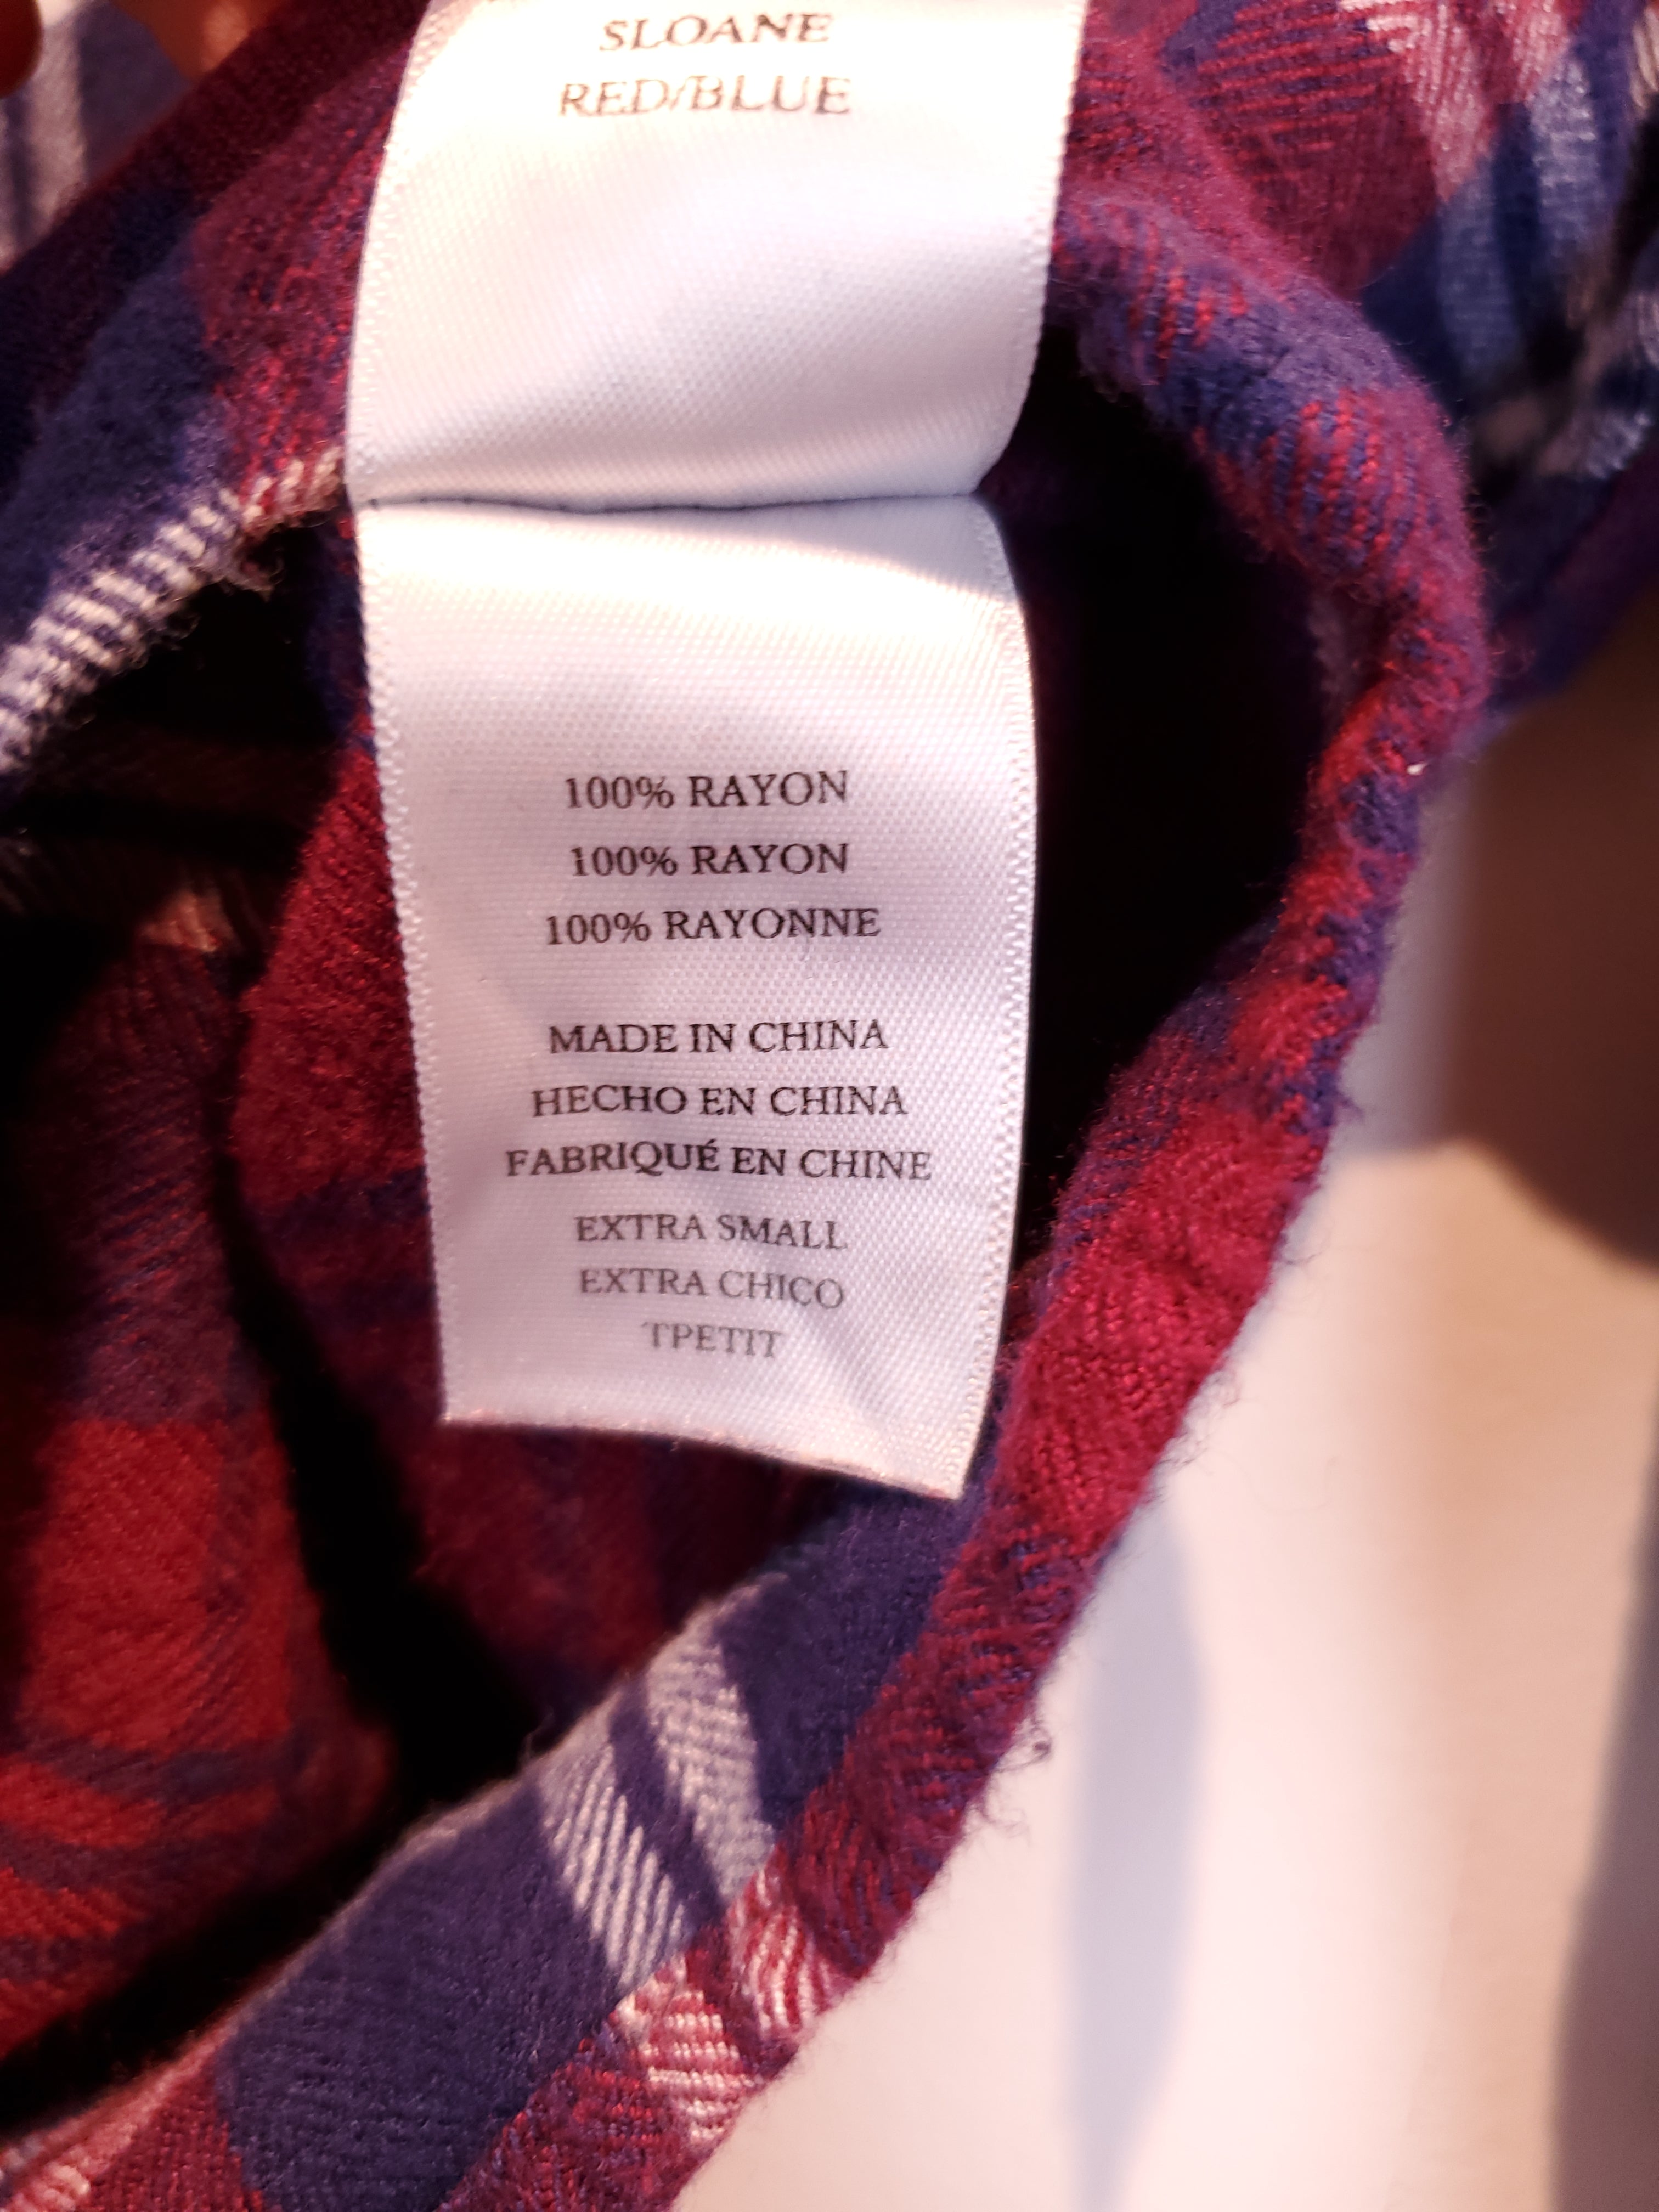 SLOANE
RED/BLUE
100% RAYON
100% RAYON
100% RAYONNE
MADE IN CHINA
HECHO EN CHINA
FABRIQUÉ EN CHINE
EXTRA SMALL
EXTRA CHICO
TPETIT